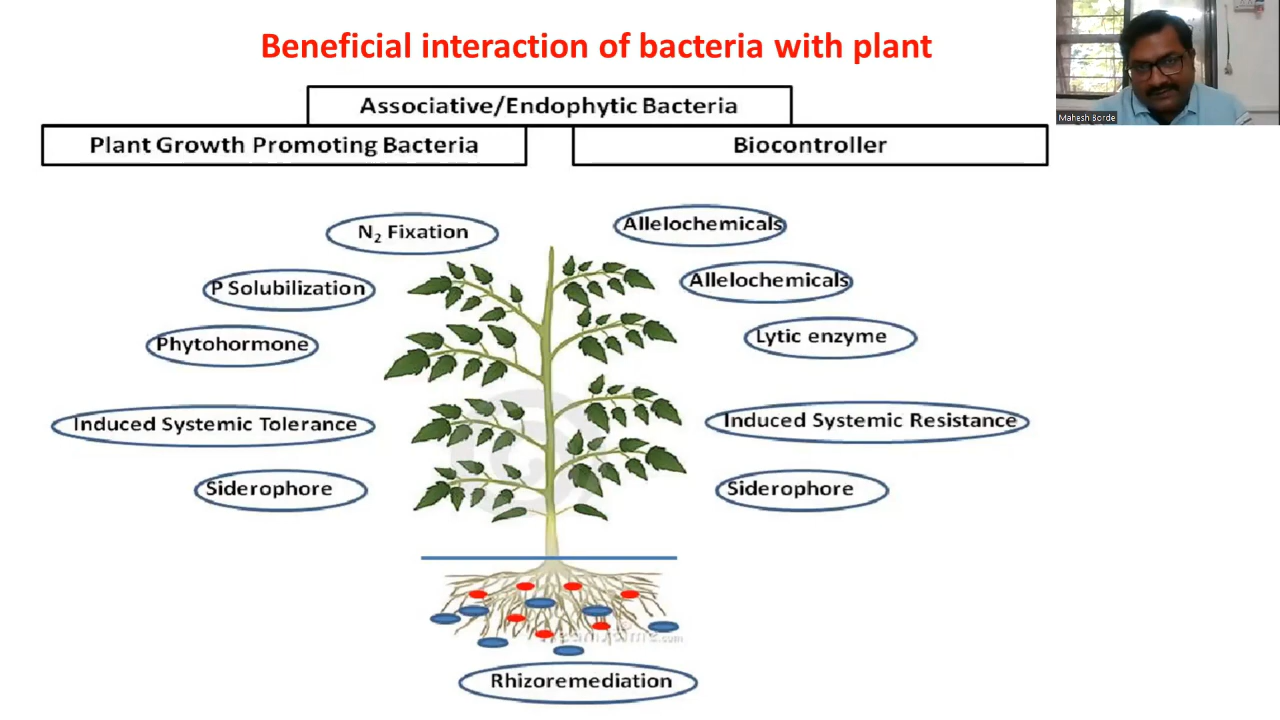 Beneficial interaction of bacteria with plant
Mahesh Borde
Associative/Endophytic Bacteria
Plant Growth Promoting Bacteria
Biocontroller
N₂ Fixation
Allelochemicals
P Solubilization
Allelochemicals
Phytohormone
Lytic enzyme
Induced Systemic Tolerance
Induced Systemic Resistance
Siderophore
Siderophore
Rhizoremediation